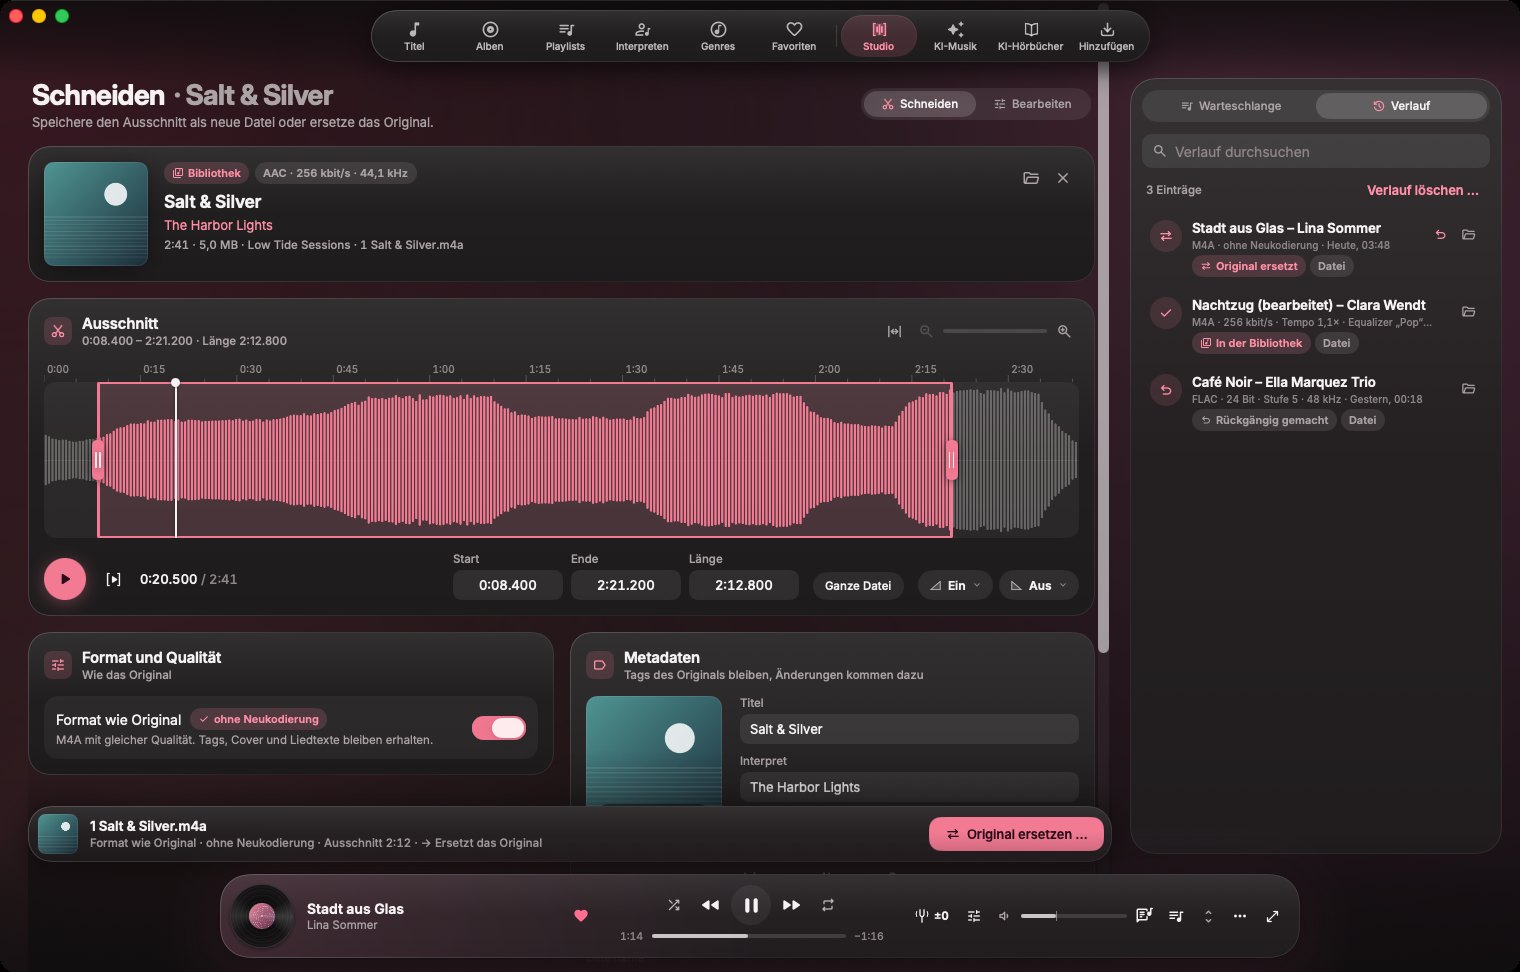 Titel
Alben
Playlists
Interpreten
Genres
Favoriten
Studio
KI-Musik
KI-Hörbücher
Hinzufügen
Schneiden · Salt & Silver
Speichere den Ausschnitt als neue Datei oder ersetze das Original.
Schneiden
Bearbeiten
Bibliothek
AAC · 256 kbit/s · 44,1 kHz
Salt & Silver
The Harbor Lights
2:41 · 5,0 MB · Low Tide Sessions · 1 Salt & Silver.m4a
Ausschnitt
0:08.400 – 2:21.200 · Länge 2:12.800
0:00 0:15 0:30 0:45 1:00 1:15 1:30 1:45 2:00 2:15 2:30
0:20.500 / 2:41
Start
0:08.400
Ende
2:21.200
Länge
2:12.800
Ganze Datei
Ein
Aus
Format und Qualität
Wie das Original
Format wie Original
ohne Neukodierung
M4A mit gleicher Qualität. Tags, Cover und Liedtexte bleiben erhalten.
Metadaten
Tags des Originals bleiben, Änderungen kommen dazu
Titel
Salt & Silver
Interpret
The Harbor Lights
1 Salt & Silver.m4a
Format wie Original · ohne Neukodierung · Ausschnitt 2:12 · → Ersetzt das Original
Original ersetzen ...
Warteschlange
Verlauf
Verlauf durchsuchen
3 Einträge
Verlauf löschen ...
Stadt aus Glas – Lina Sommer
M4A · ohne Neukodierung · Heute, 03:48
Original ersetzt
Datei
Nachtzug (bearbeitet) – Clara Wendt
M4A · 256 kbit/s · Tempo 1,1× · Equalizer „Pop“...
In der Bibliothek
Datei
Café Noir – Ella Marquez Trio
FLAC · 24 Bit · Stufe 5 · 48 kHz · Gestern, 00:18
Rückgängig gemacht
Datei
Stadt aus Glas
Lina Sommer
1:14
−1:16
±0